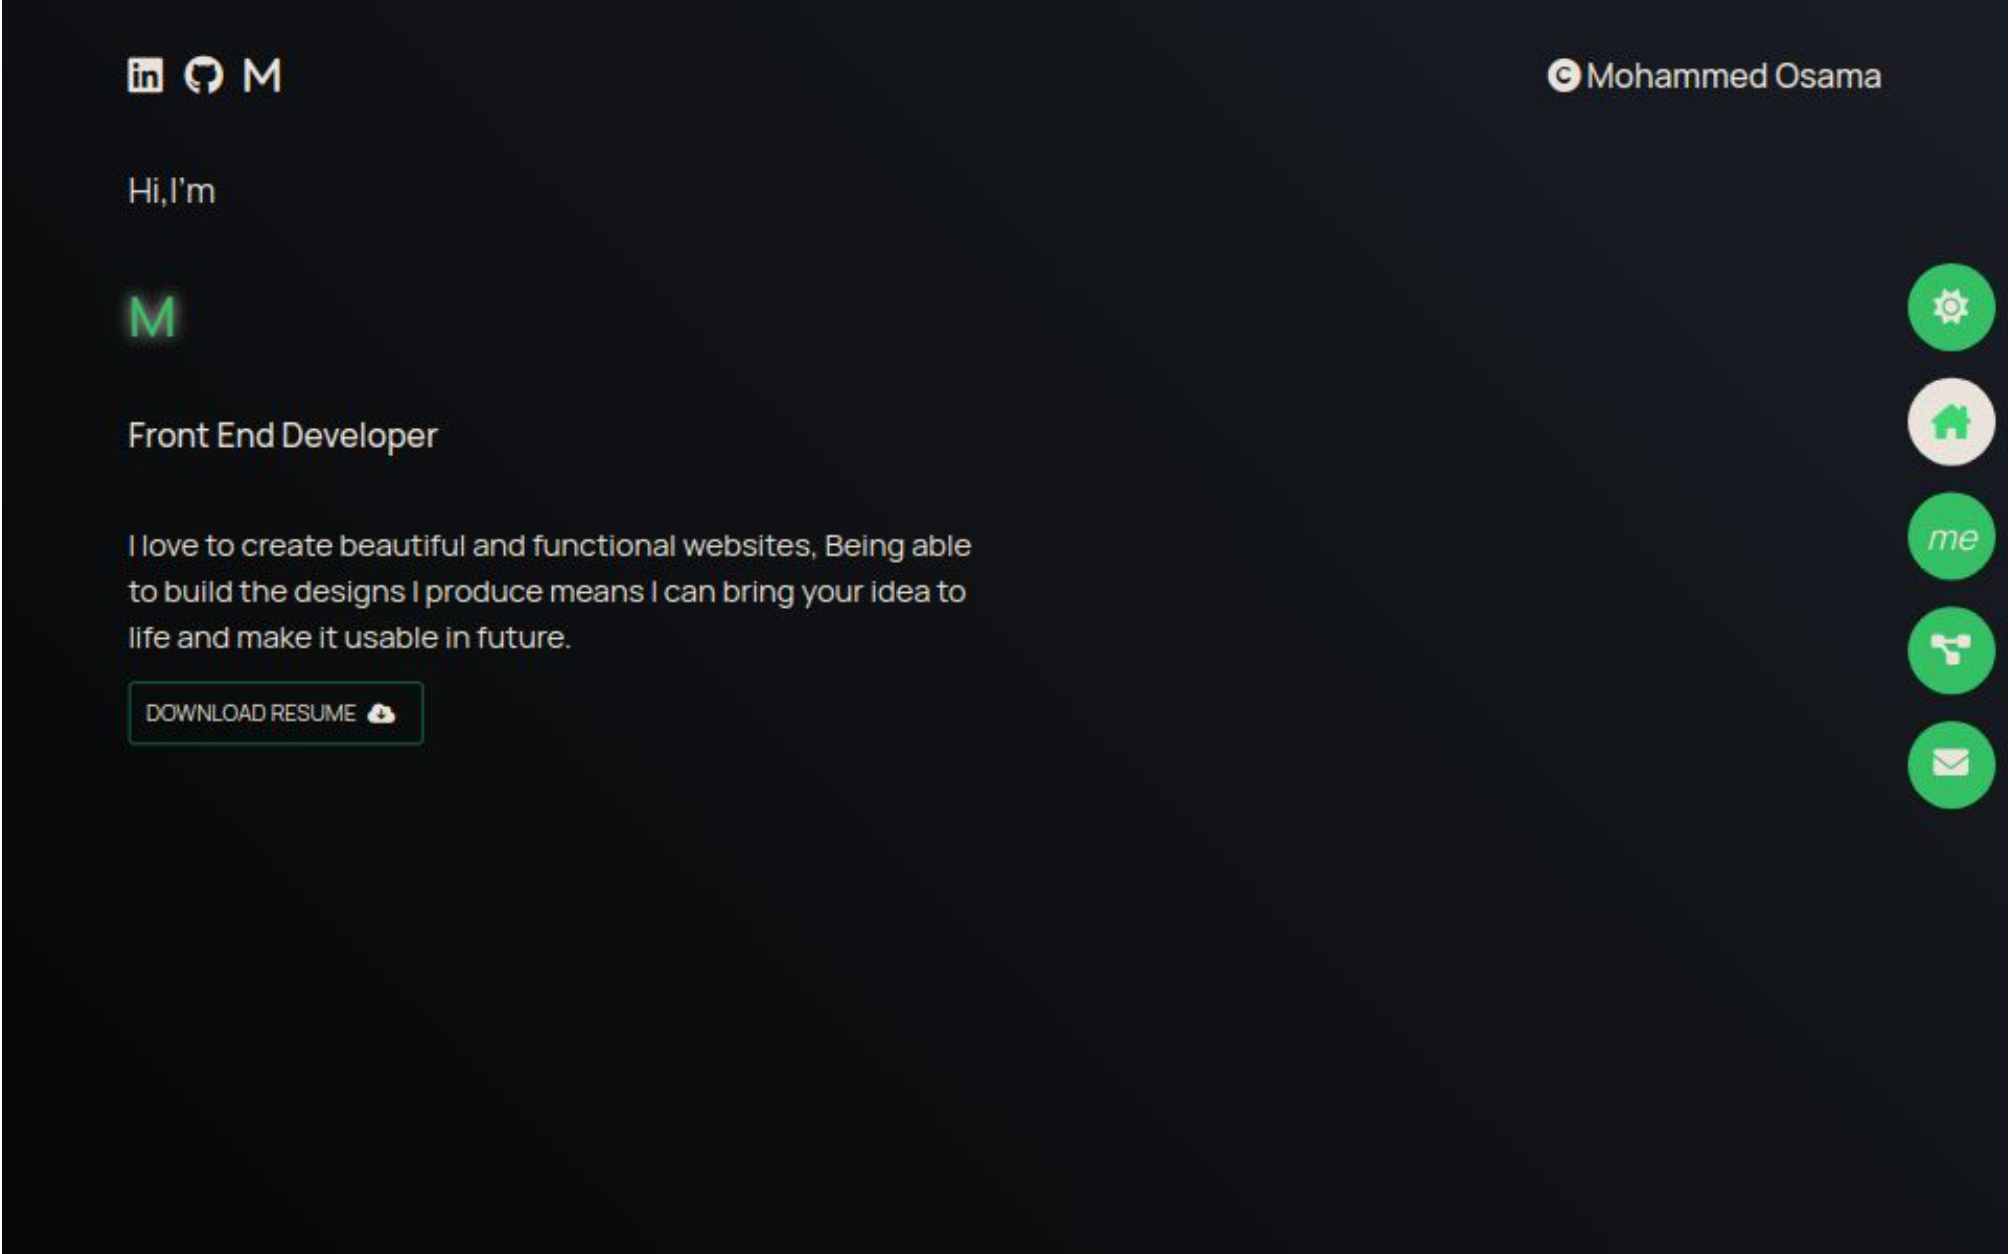 in M
© Mohammed Osama
Hi,I'm
M
Front End Developer
me
I love to create beautiful and functional websites, Being able
to build the designs I produce means I can bring your idea to
life and make it usable in future.
DOWNLOAD RESUME